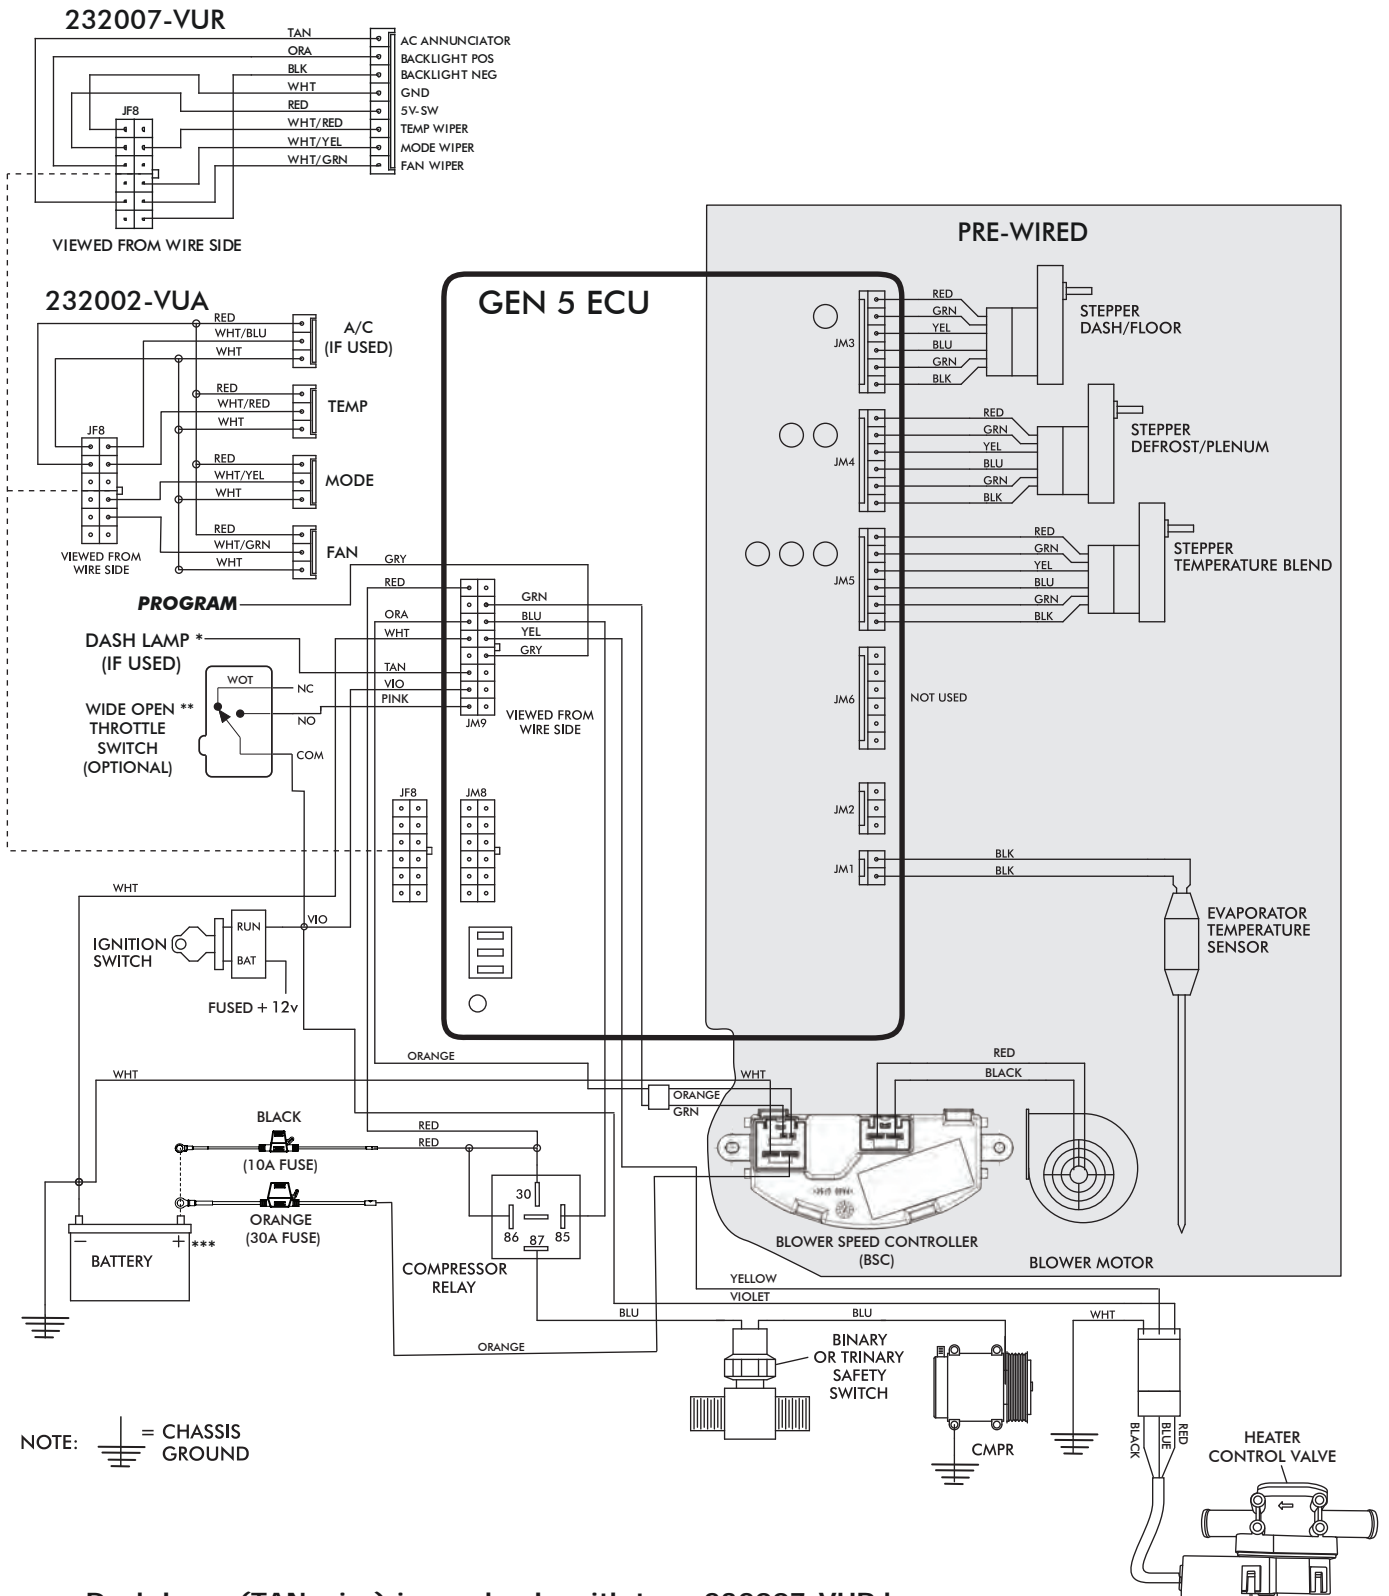 232007-VUR
TAN
ORA
BLK
WHT
RED
WHT/RED
WHT/YEL
WHT/GRN
AC ANNUNCIATOR
BACKLIGHT POS
BACKLIGHT NEG
GND
5V-SW
TEMP WIPER
MODE WIPER
FAN WIPER
JF8
VIEWED FROM WIRE SIDE
232002-VUA
RED
WHT/BLU
WHT
A/C
(IF USED)
RED
WHT/RED
WHT
TEMP
JF8
RED
WHT/YEL
WHT
MODE
RED
WHT/GRN
WHT
FAN
VIEWED FROM
WIRE SIDE
GEN 5 ECU
PRE-WIRED
JM3
RED
GRN
YEL
BLU
GRN
BLK
STEPPER
DASH/FLOOR
JM4
RED
GRN
YEL
BLU
GRN
BLK
STEPPER
DEFROST/PLENUM
JM5
RED
GRN
YEL
BLU
GRN
BLK
STEPPER
TEMPERATURE BLEND
JM6
NOT USED
JM2
JM1
BLK
BLK
EVAPORATOR
TEMPERATURE
SENSOR
PROGRAM
GRY
RED
ORA
WHT
TAN
VIO
PINK
GRN
BLU
YEL
GRY
JM9
VIEWED FROM
WIRE SIDE
DASH LAMP *
(IF USED)
WIDE OPEN **
THROTTLE
SWITCH
(OPTIONAL)
WOT
NC
NO
COM
JF8
JM8
WHT
IGNITION
SWITCH
RUN
BAT
VIO
FUSED + 12v
ORANGE
WHT
WHT
ORANGE
GRN
RED
BLACK
BLACK
(10A FUSE)
RED
RED
ORANGE
(30A FUSE)
BATTERY
- + ***
30
86
87
85
COMPRESSOR
RELAY
BLOWER SPEED CONTROLLER
(BSC)
BLOWER MOTOR
YELLOW
VIOLET
BLU
BLU
ORANGE
BINARY
OR TRINARY
SAFETY
SWITCH
CMPR
WHT
BLACK
BLUE
RED
HEATER
CONTROL VALVE
NOTE:
= CHASSIS
GROUND